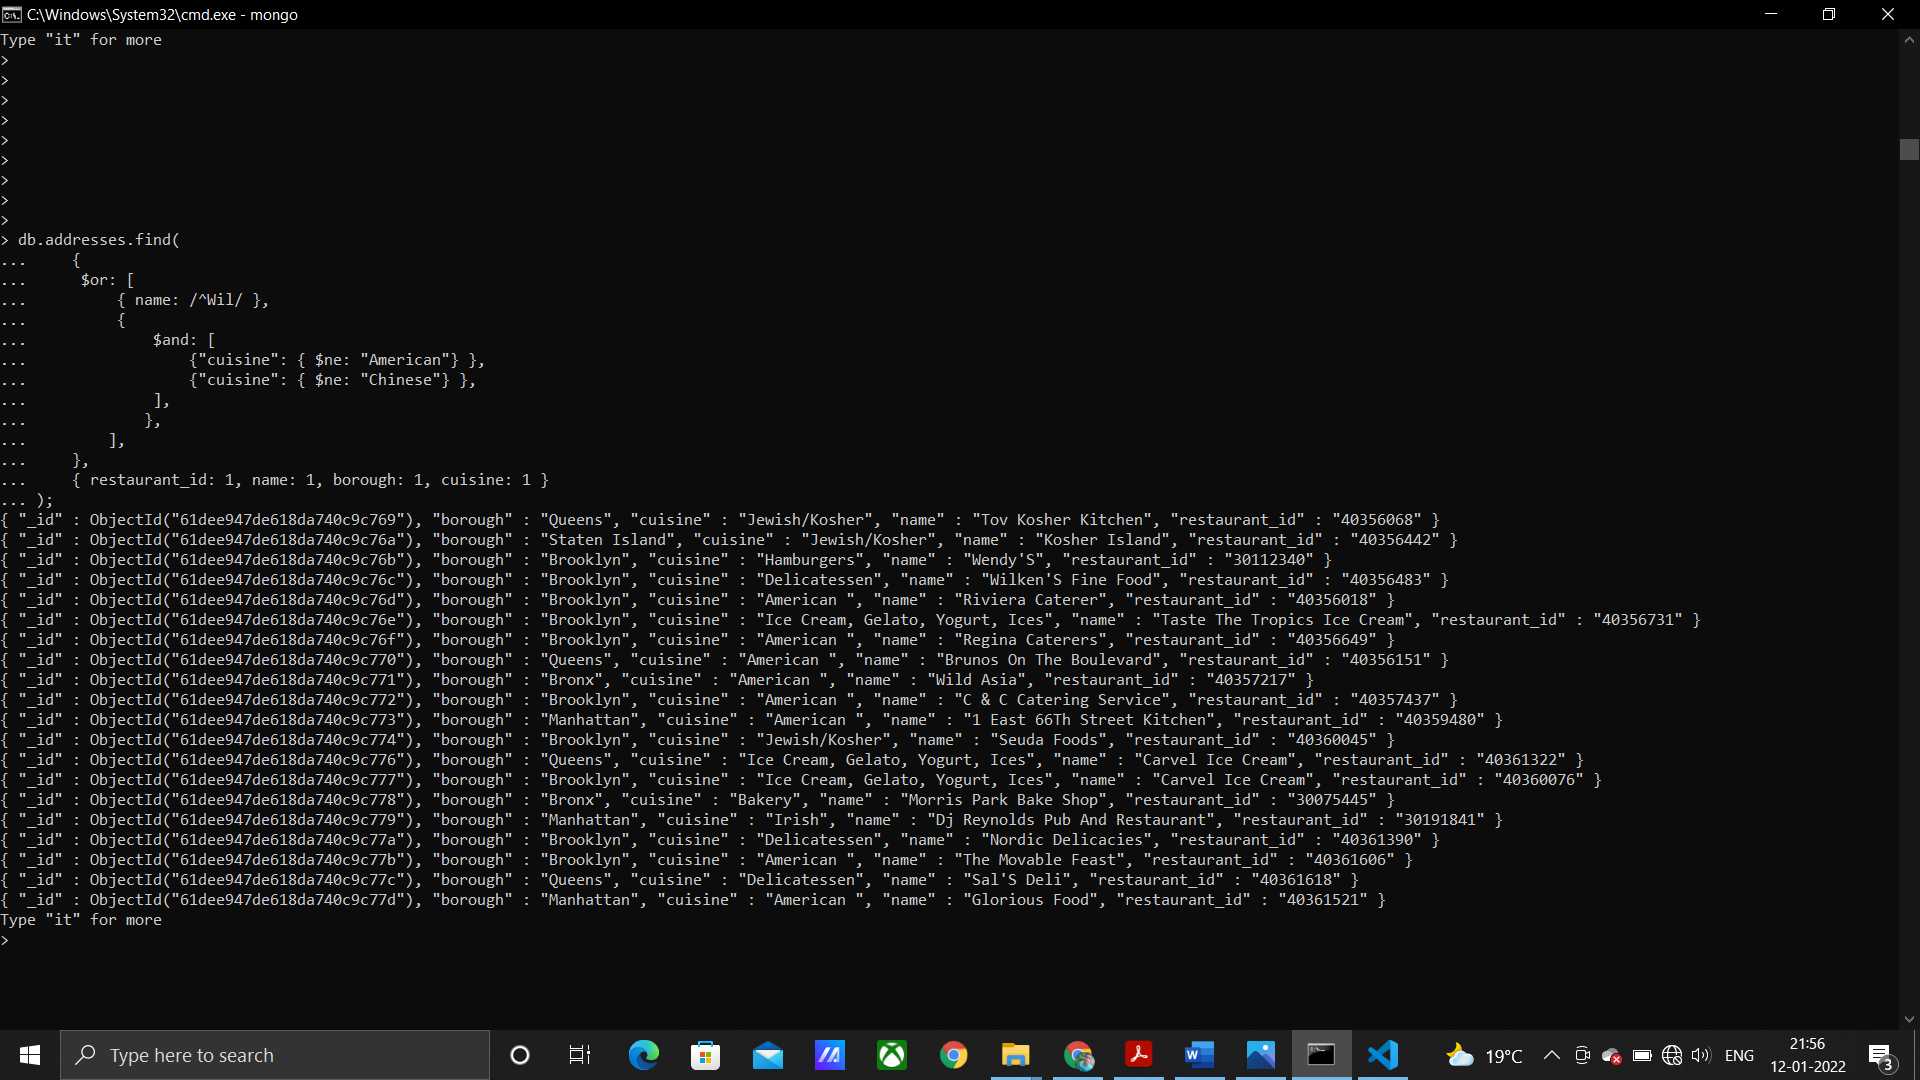 C:\Windows\System32\cmd.exe - mongo
Type "it" for more
>
>
>
>
>
>
>
>
>
> db.addresses.find(
...     {
...      $or: [
...          { name: /^Wil/ },
...          {
...              $and: [
...                  {"cuisine": { $ne: "American"} },
...                  {"cuisine": { $ne: "Chinese"} },
...              ],
...             },
...         ],
...     },
...     { restaurant_id: 1, name: 1, borough: 1, cuisine: 1 }
... );
{ "_id" : ObjectId("61dee947de618da740c9c769"), "borough" : "Queens", "cuisine" : "Jewish/Kosher", "name" : "Tov Kosher Kitchen", "restaurant_id" : "40356068" }
{ "_id" : ObjectId("61dee947de618da740c9c76a"), "borough" : "Staten Island", "cuisine" : "Jewish/Kosher", "name" : "Kosher Island", "restaurant_id" : "40356442" }
{ "_id" : ObjectId("61dee947de618da740c9c76b"), "borough" : "Brooklyn", "cuisine" : "Hamburgers", "name" : "Wendy'S", "restaurant_id" : "30112340" }
{ "_id" : ObjectId("61dee947de618da740c9c76c"), "borough" : "Brooklyn", "cuisine" : "Delicatessen", "name" : "Wilken'S Fine Food", "restaurant_id" : "40356483" }
{ "_id" : ObjectId("61dee947de618da740c9c76d"), "borough" : "Brooklyn", "cuisine" : "American ", "name" : "Riviera Caterer", "restaurant_id" : "40356018" }
{ "_id" : ObjectId("61dee947de618da740c9c76e"), "borough" : "Brooklyn", "cuisine" : "Ice Cream, Gelato, Yogurt, Ices", "name" : "Taste The Tropics Ice Cream", "restaurant_id" : "40356731" }
{ "_id" : ObjectId("61dee947de618da740c9c76f"), "borough" : "Brooklyn", "cuisine" : "American ", "name" : "Regina Caterers", "restaurant_id" : "40356649" }
{ "_id" : ObjectId("61dee947de618da740c9c770"), "borough" : "Queens", "cuisine" : "American ", "name" : "Brunos On The Boulevard", "restaurant_id" : "40356151" }
{ "_id" : ObjectId("61dee947de618da740c9c771"), "borough" : "Bronx", "cuisine" : "American ", "name" : "Wild Asia", "restaurant_id" : "40357217" }
{ "_id" : ObjectId("61dee947de618da740c9c772"), "borough" : "Brooklyn", "cuisine" : "American ", "name" : "C & C Catering Service", "restaurant_id" : "40357437" }
{ "_id" : ObjectId("61dee947de618da740c9c773"), "borough" : "Manhattan", "cuisine" : "American ", "name" : "1 East 66Th Street Kitchen", "restaurant_id" : "40359480" }
{ "_id" : ObjectId("61dee947de618da740c9c774"), "borough" : "Brooklyn", "cuisine" : "Jewish/Kosher", "name" : "Seuda Foods", "restaurant_id" : "40360045" }
{ "_id" : ObjectId("61dee947de618da740c9c776"), "borough" : "Queens", "cuisine" : "Ice Cream, Gelato, Yogurt, Ices", "name" : "Carvel Ice Cream", "restaurant_id" : "40361322" }
{ "_id" : ObjectId("61dee947de618da740c9c777"), "borough" : "Brooklyn", "cuisine" : "Ice Cream, Gelato, Yogurt, Ices", "name" : "Carvel Ice Cream", "restaurant_id" : "40360076" }
{ "_id" : ObjectId("61dee947de618da740c9c778"), "borough" : "Bronx", "cuisine" : "Bakery", "name" : "Morris Park Bake Shop", "restaurant_id" : "30075445" }
{ "_id" : ObjectId("61dee947de618da740c9c779"), "borough" : "Manhattan", "cuisine" : "Irish", "name" : "Dj Reynolds Pub And Restaurant", "restaurant_id" : "30191841" }
{ "_id" : ObjectId("61dee947de618da740c9c77a"), "borough" : "Brooklyn", "cuisine" : "Delicatessen", "name" : "Nordic Delicacies", "restaurant_id" : "40361390" }
{ "_id" : ObjectId("61dee947de618da740c9c77b"), "borough" : "Brooklyn", "cuisine" : "American ", "name" : "The Movable Feast", "restaurant_id" : "40361606" }
{ "_id" : ObjectId("61dee947de618da740c9c77c"), "borough" : "Queens", "cuisine" : "Delicatessen", "name" : "Sal'S Deli", "restaurant_id" : "40361618" }
{ "_id" : ObjectId("61dee947de618da740c9c77d"), "borough" : "Manhattan", "cuisine" : "American ", "name" : "Glorious Food", "restaurant_id" : "40361521" }
Type "it" for more
>
Type here to search
19°C
ENG
21:56
12-01-2022
3